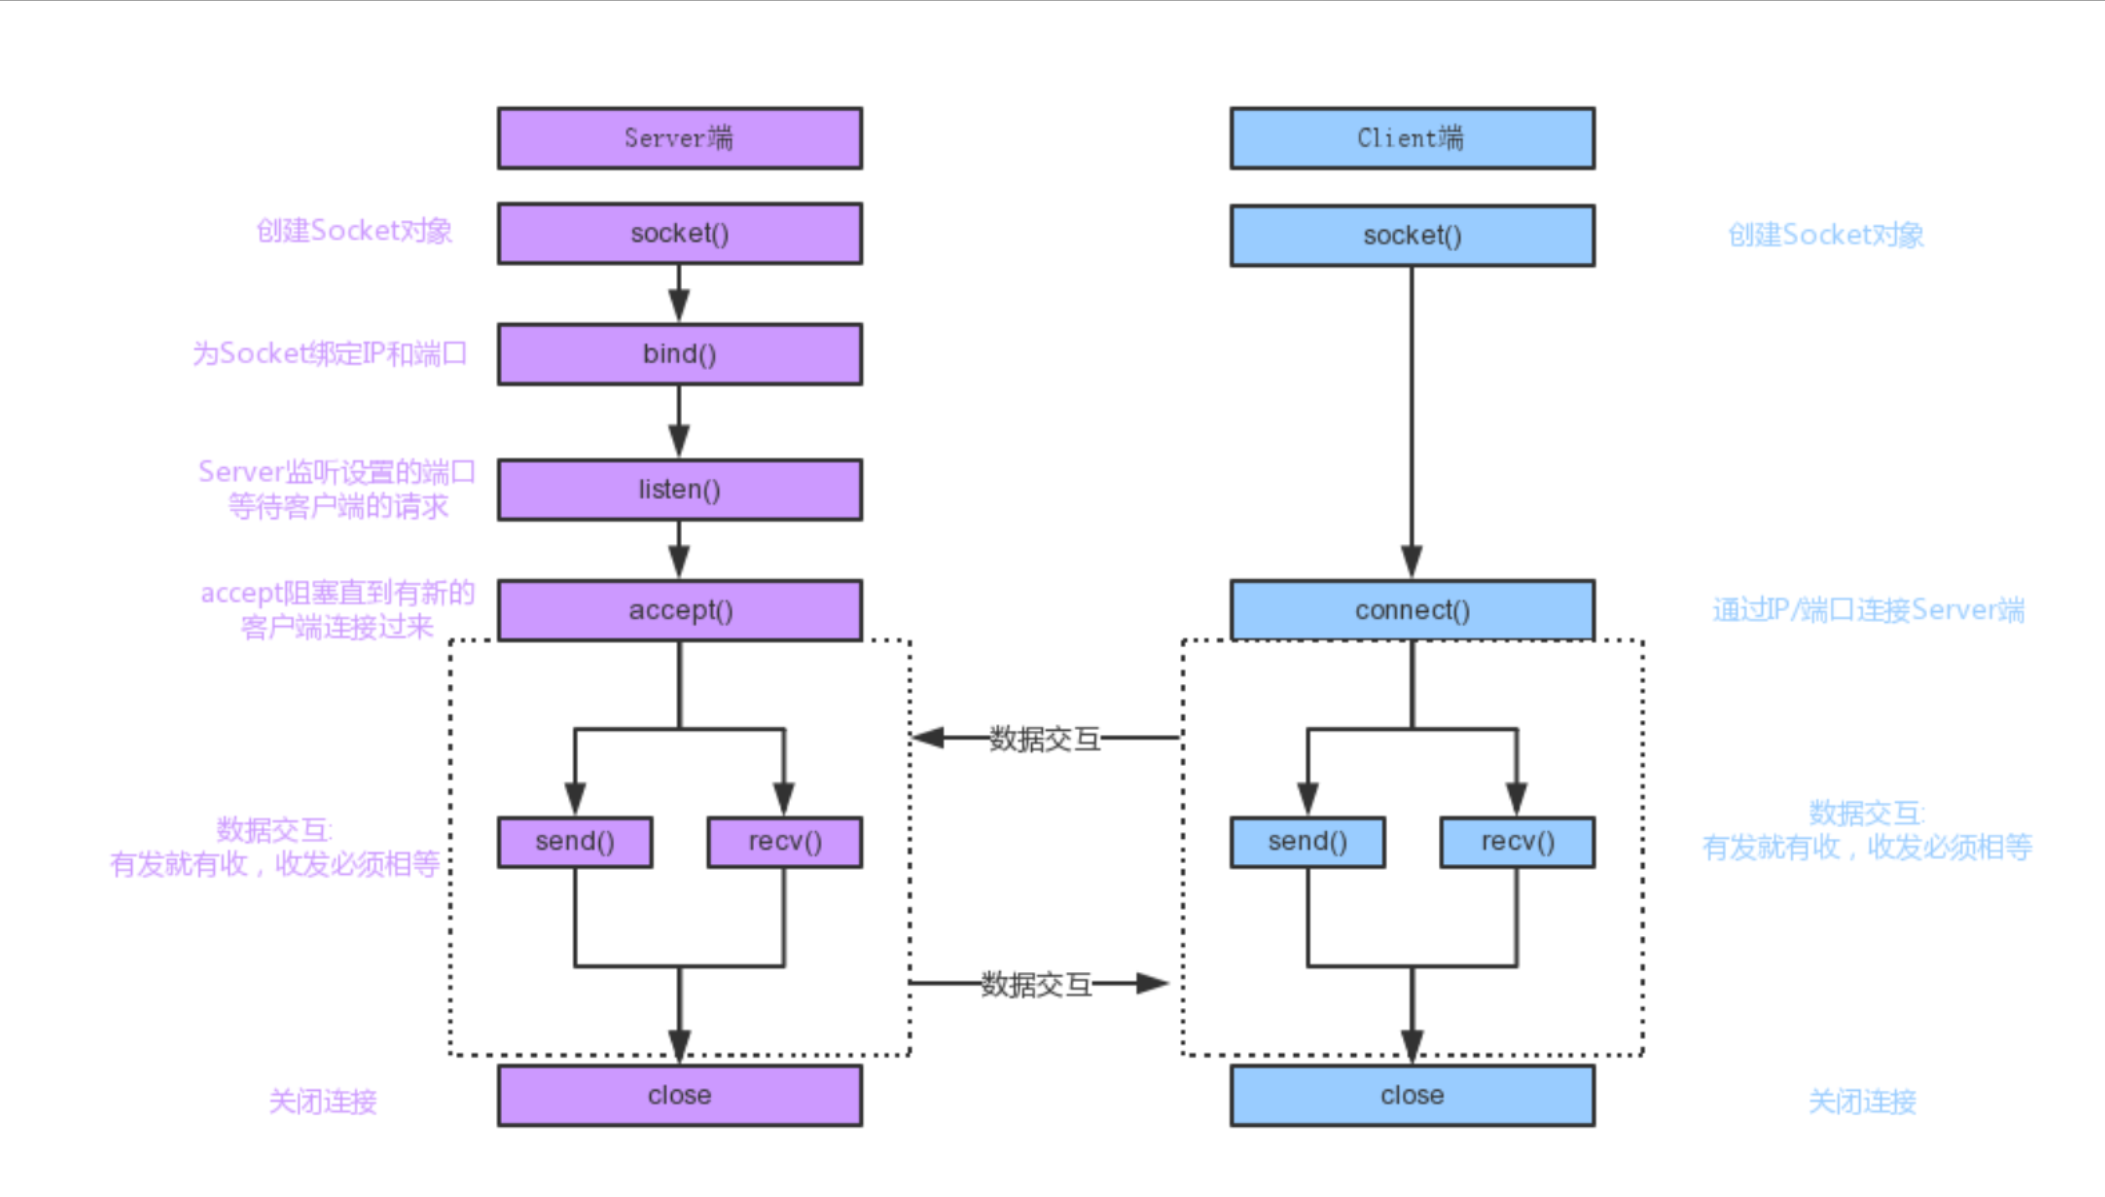 Server端
Client端
创建Socket对象
socket()
socket()
创建Socket对象
为Socket绑定IP和端口
bind()
Server监听设置的端口
等待客户端的请求
listen()
accept阻塞直到有新的
客户端连接过来
accept()
connect()
通过IP/端口连接Server端
数据交互
数据交互:
有发就有收，收发必须相等
send()
recv()
send()
recv()
数据交互:
有发就有收，收发必须相等
数据交互
关闭连接
close
close
关闭连接